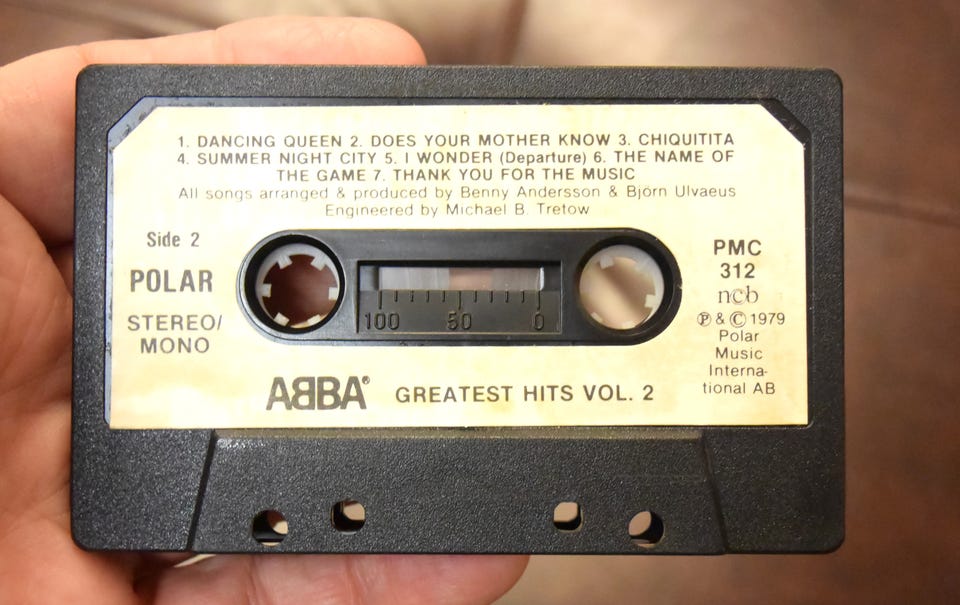 1. DANCING QUEEN 2. DOES YOUR MOTHER KNOW 3. CHIQUITITA
4. SUMMER NIGHT CITY 5. I WONDER (Departure) 6. THE NAME OF
THE GAME 7. THANK YOU FOR THE MUSIC
All songs arranged & produced by Benny Andersson & Björn Ulvaeus
Engineered by Michael B. Tretow
Side 2
POLAR
STEREO/
MONO
100 50 0
PMC
312
ncb
℗ & © 1979
Polar
Music
Interna-
tional AB
ABBA® GREATEST HITS VOL. 2